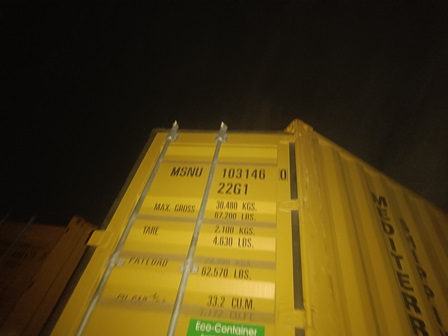 MSNU 103146 0
22G1
MAX. GROSS 30.480 KGS.
67.200 LBS.
TARE 2.100 KGS.
4.630 LBS.
PAYLOAD
62.570 LBS.
33.2 CU.M.
Eco-Container
MEDITERR